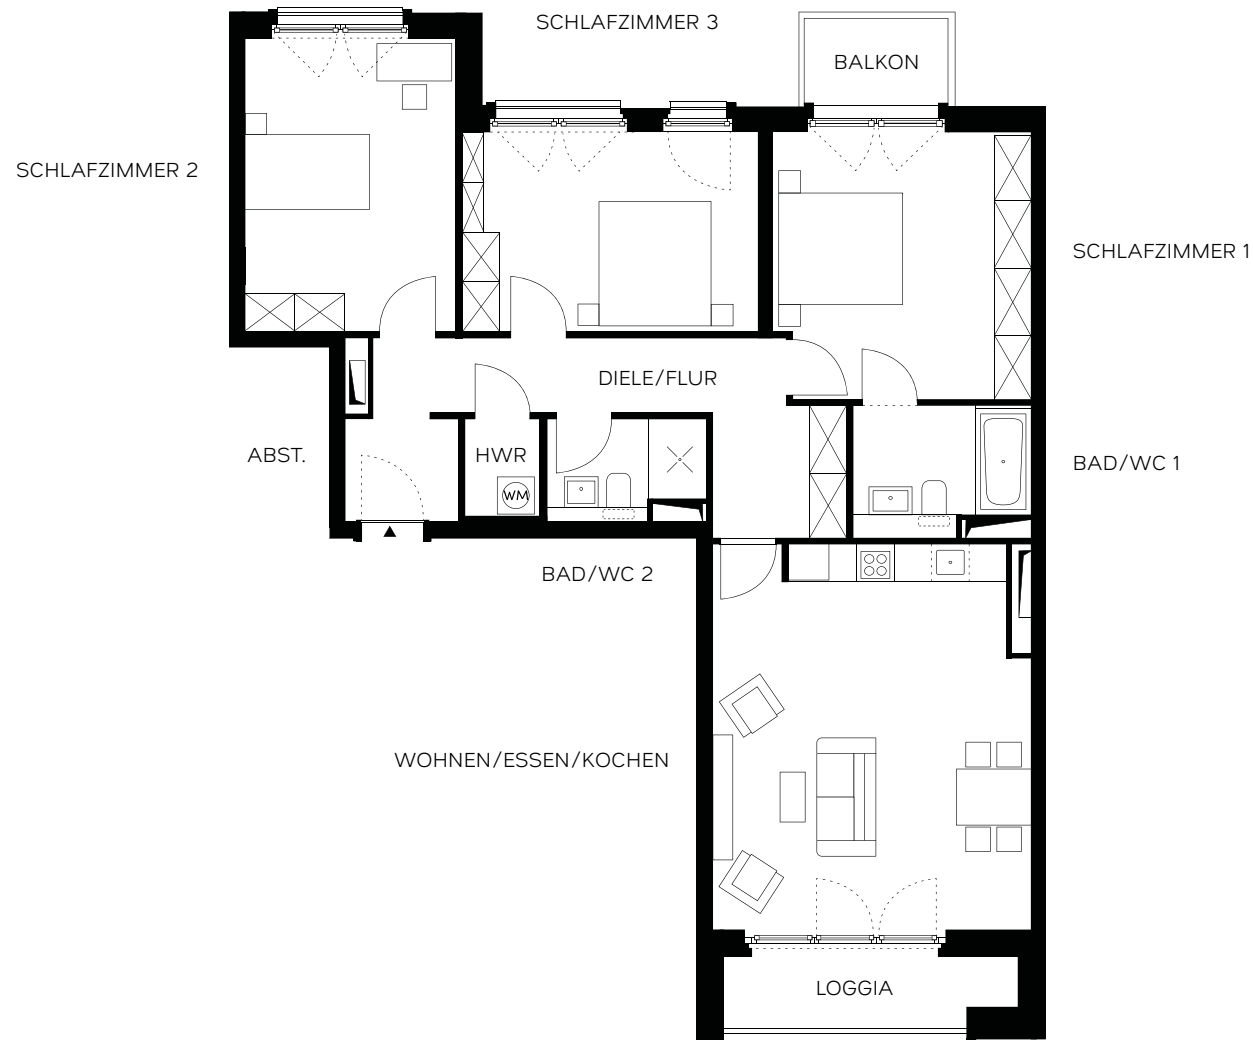 SCHLAFZIMMER 3
BALKON
SCHLAFZIMMER 2
SCHLAFZIMMER 1
DIELE/FLUR
ABST.
HWR
BAD/WC 1
WM
BAD/WC 2
WOHNEN/ESSEN/KOCHEN
LOGGIA